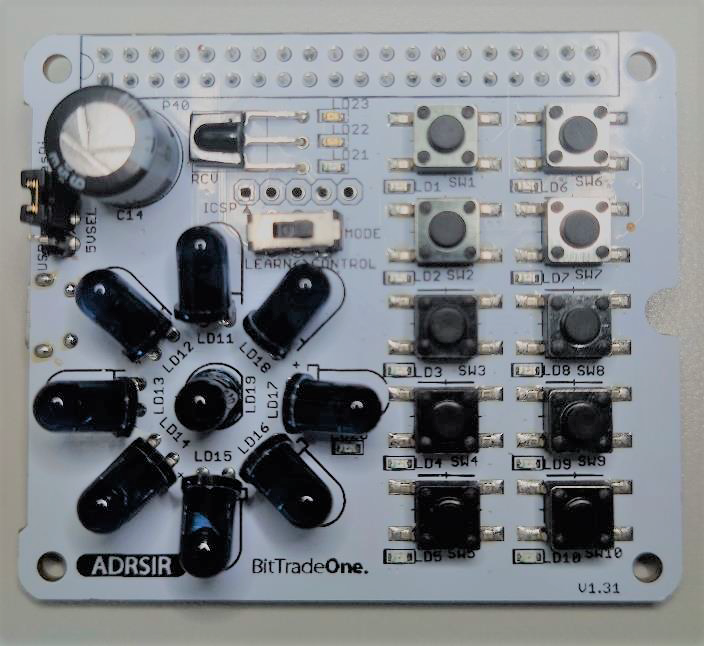 P40
LD23
LD22
LD21
RCV
LD1 SW1
LD6 SW6
C14
5VSEL
USB
ICSP
MODE
LEARN CONTROL
LD2 SW2
LD7 SW7
LD11
LD12
LD18
LD3 SW3
LD8 SW8
LD13
LD19
LD17
LD14
LD16
LD15
LD4 SW4
LD9 SW9
LD5 SW5
LD10 SW10
ADRSIR
BitTradeOne.
V1.31